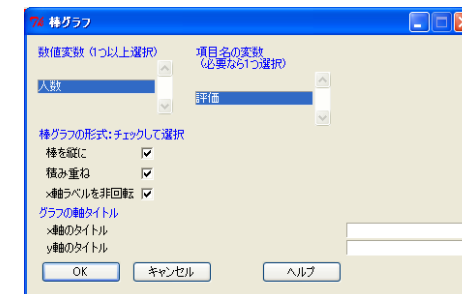 棒グラフ
数値変数 (1つ以上選択)
人数
項目名の変数
(必要なら1つ選択)
評価
棒グラフの形式:チェックして選択
棒を縦に
積み重ね
x軸ラベルを非回転
グラフの軸タイトル
x軸のタイトル
y軸のタイトル
OK キャンセル ヘルプ